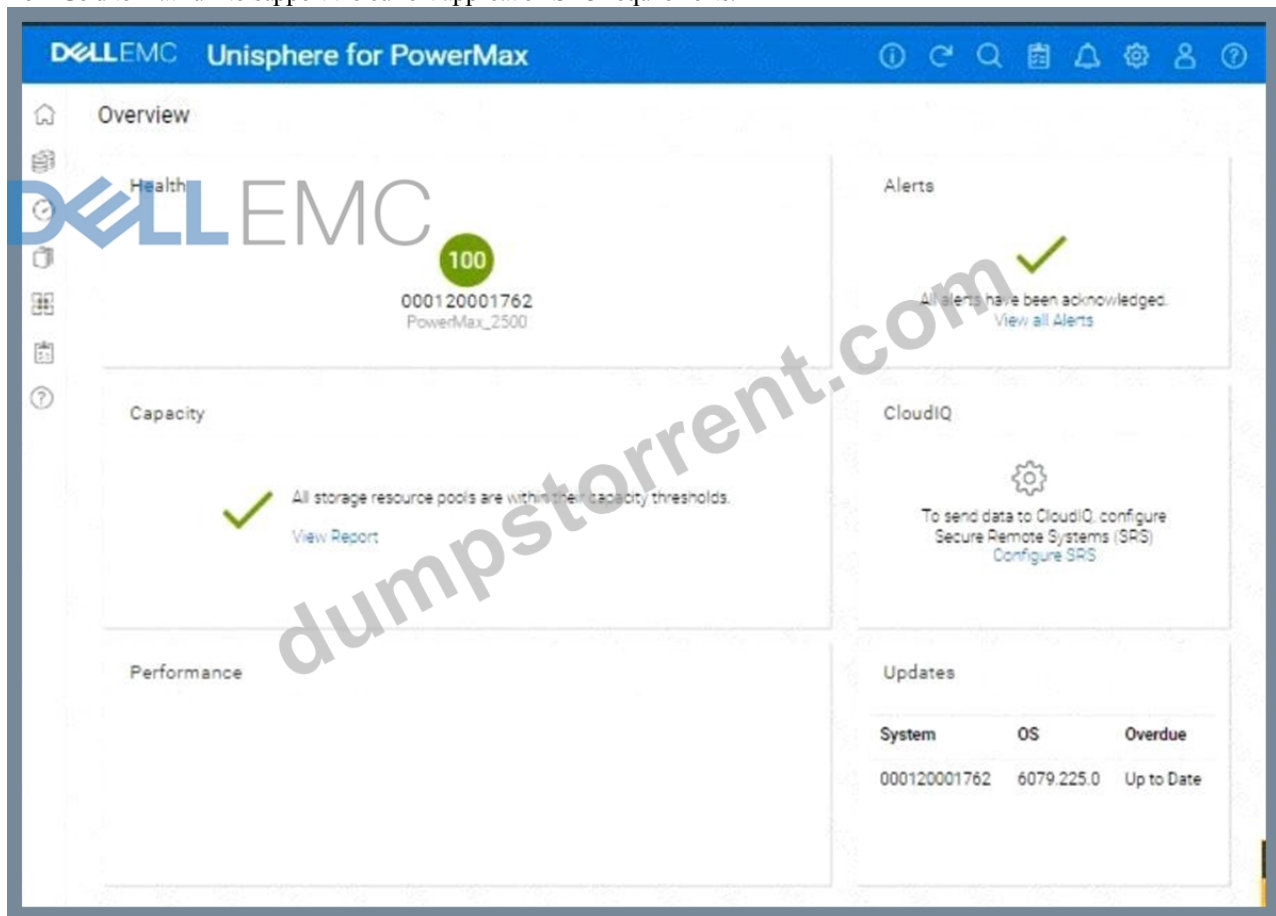 DELLEMC Unisphere for PowerMax
Overview
Health
DELLEMC
100
000120001762
PowerMax_2500
Alerts
All alerts have been acknowledged.
View all Alerts
Capacity
All storage resource pools are within their capacity thresholds.
View Report
CloudIQ
To send data to CloudIQ, configure
Secure Remote Systems (SRS)
Configure SRS
dumpstorrent.com
Performance
Updates
System OS Overdue
000120001762 6079.225.0 Up to Date